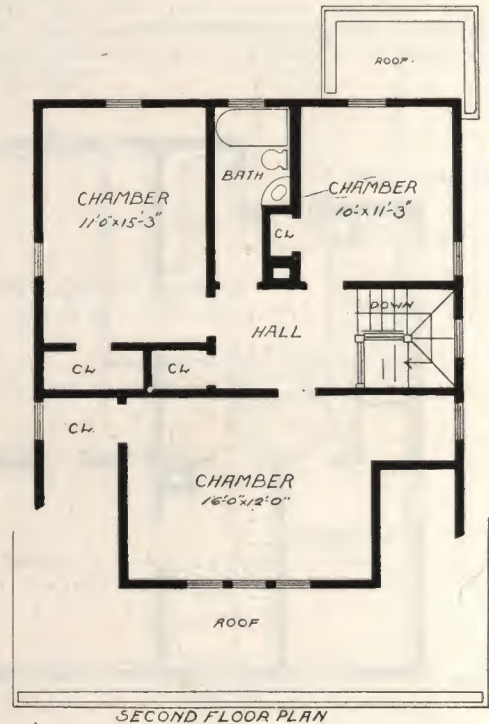 ROOF.
BATH
CHAMBER
11'0"x15'-3"
CHAMBER
10'-x11'-3"
CL
DOWN
HALL
CL
CL
CL.
CHAMBER
16'-0"x12'-0"
ROOF
SECOND FLOOR PLAN